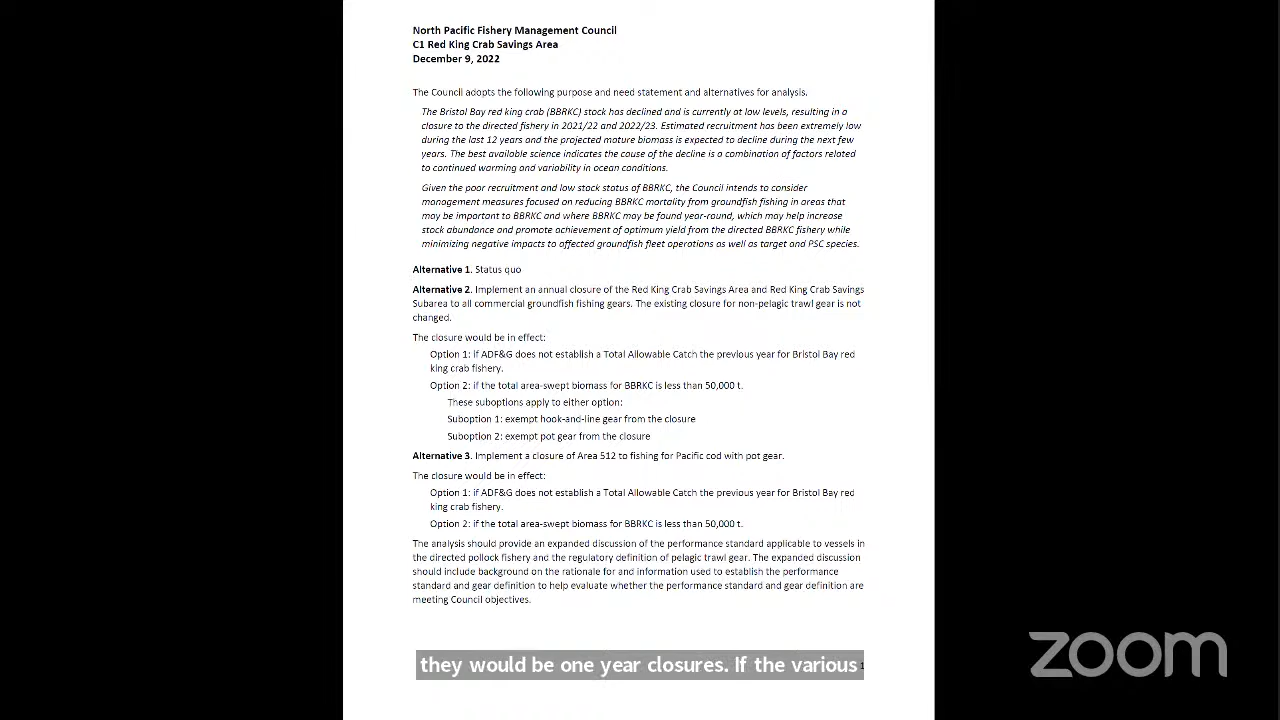 North Pacific Fishery Management Council
C1 Red King Crab Savings Area
December 9, 2022
The Council adopts the following purpose and need statement and alternatives for analysis.
The Bristol Bay red king crab (BBRKC) stock has declined and is currently at low levels, resulting in a
closure to the directed fishery in 2021/22 and 2022/23. Estimated recruitment has been extremely low
during the last 12 years and the projected mature biomass is expected to decline during the next few
years. The best available science indicates the cause of the decline is a combination of factors related
to continued warming and variability in ocean conditions.
Given the poor recruitment and low stock status of BBRKC, the Council intends to consider
management measures focused on reducing BBRKC mortality from groundfish fishing in areas that
may be important to BBRKC and where BBRKC may be found year-round, which may help increase
stock abundance and promote achievement of optimum yield from the directed BBRKC fishery while
minimizing negative impacts to affected groundfish fleet operations as well as target and PSC species.
Alternative 1. Status quo
Alternative 2. Implement an annual closure of the Red King Crab Savings Area and Red King Crab Savings
Subarea to all commercial groundfish fishing gears. The existing closure for non-pelagic trawl gear is not
changed.
The closure would be in effect:
Option 1: if ADF&G does not establish a Total Allowable Catch the previous year for Bristol Bay red
king crab fishery.
Option 2: if the total area-swept biomass for BBRKC is less than 50,000 t.
These suboptions apply to either option:
Suboption 1: exempt hook-and-line gear from the closure
Suboption 2: exempt pot gear from the closure
Alternative 3. Implement a closure of Area 512 to fishing for Pacific cod with pot gear.
The closure would be in effect:
Option 1: if ADF&G does not establish a Total Allowable Catch the previous year for Bristol Bay red
king crab fishery.
Option 2: if the total area-swept biomass for BBRKC is less than 50,000 t.
The analysis should provide an expanded discussion of the performance standard applicable to vessels in
the directed pollock fishery and the regulatory definition of pelagic trawl gear. The expanded discussion
should include background on the rationale for and information used to establish the performance
standard and gear definition to help evaluate whether the performance standard and gear definition are
meeting Council objectives.
they would be one year closures. If the various
1
zoom